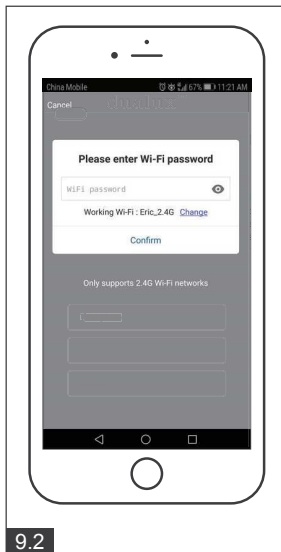 China Mobile 67% 11:21 AM
Cancel
Please enter Wi-Fi password
WiFi password
Working Wi-Fi : Eric_2.4G Change
Confirm
Only supports 2.4G Wi-Fi networks
9.2